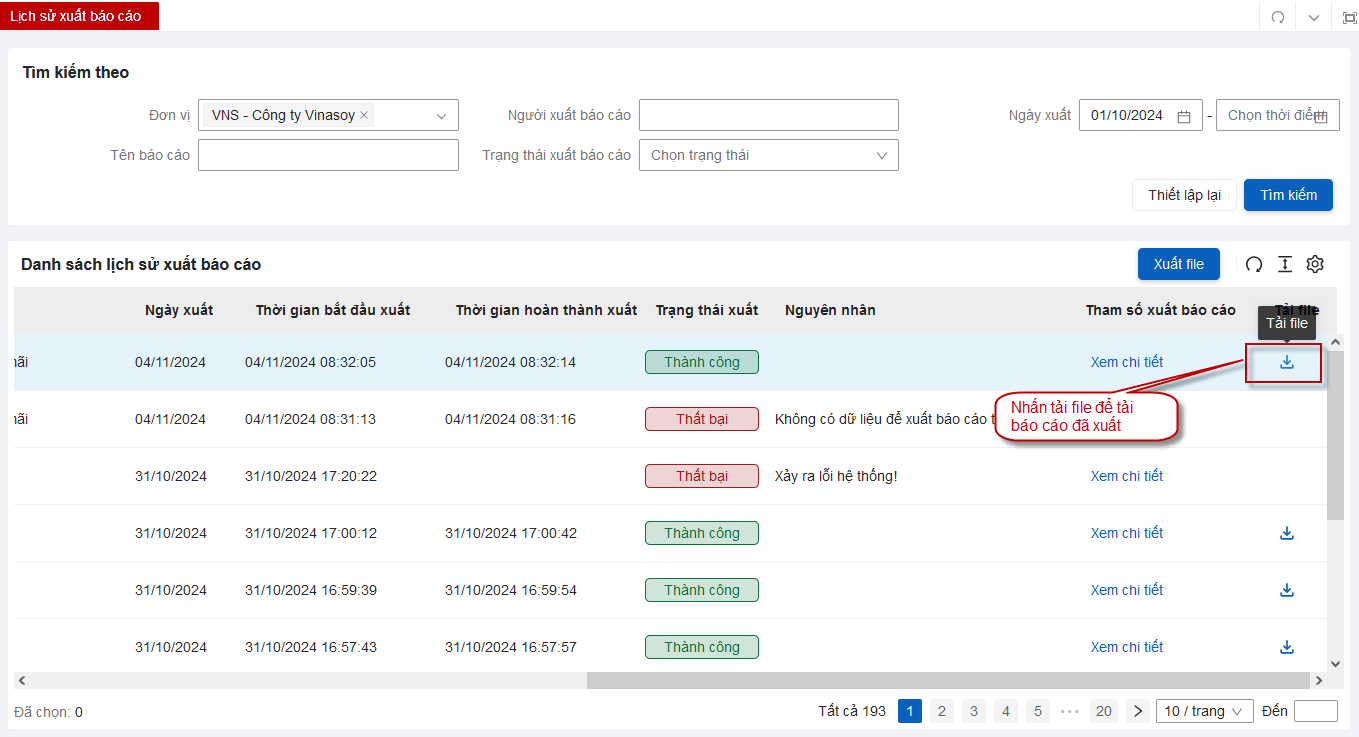 Lịch sử xuất báo cáo
Tìm kiếm theo
Đơn vị VNS - Công ty Vinasoy × Người xuất báo cáo Ngày xuất 01/10/2024 - Chọn thời điểm
Tên báo cáo Trạng thái xuất báo cáo Chọn trạng thái
Thiết lập lại Tìm kiếm
Danh sách lịch sử xuất báo cáo Xuất file
Ngày xuất Thời gian bắt đầu xuất Thời gian hoàn thành xuất Trạng thái xuất Nguyên nhân Tham số xuất báo cáo Tải file
Tải file
04/11/2024 04/11/2024 08:32:05 04/11/2024 08:32:14 Thành công Xem chi tiết
Nhấn tải file để tải
báo cáo đã xuất
04/11/2024 04/11/2024 08:31:13 04/11/2024 08:31:16 Thất bại Không có dữ liệu để xuất báo cáo
31/10/2024 31/10/2024 17:20:22 Thất bại Xảy ra lỗi hệ thống! Xem chi tiết
31/10/2024 31/10/2024 17:00:12 31/10/2024 17:00:42 Thành công Xem chi tiết
31/10/2024 31/10/2024 16:59:39 31/10/2024 16:59:54 Thành công Xem chi tiết
31/10/2024 31/10/2024 16:57:43 31/10/2024 16:57:57 Thành công Xem chi tiết
Đã chọn: 0 Tất cả 193 1 2 3 4 5 ••• 20 > 10 / trang Đến